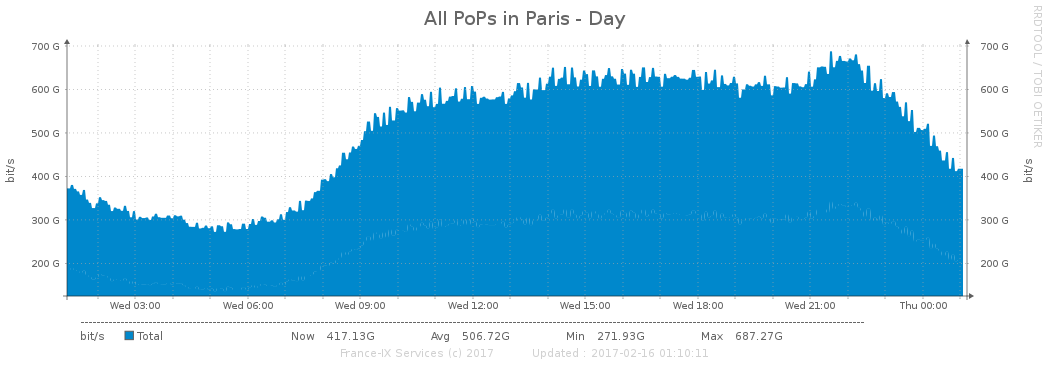 All PoPs in Paris - Day
RRDTOOL / TOBI OETIKER
bit/s
700 G
600 G
500 G
400 G
300 G
200 G
700 G
600 G
500 G
400 G
300 G
200 G
bit/s
Wed 03:00 Wed 06:00 Wed 09:00 Wed 12:00 Wed 15:00 Wed 18:00 Wed 21:00 Thu 00:00
bit/s Total Now 417.13G Avg 506.72G Min 271.93G Max 687.27G
France-IX Services (c) 2017 Updated : 2017-02-16 01:10:11